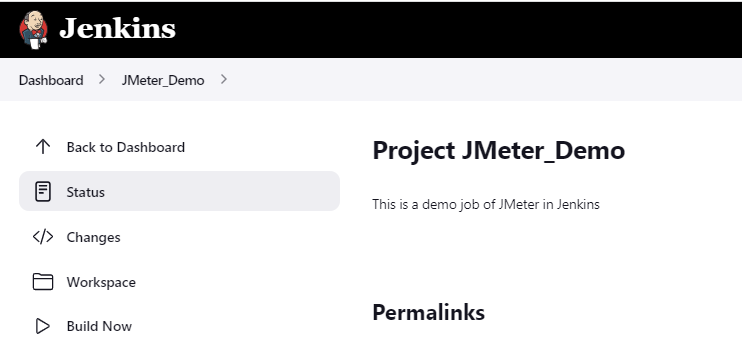 Jenkins
Dashboard > JMeter_Demo >
Back to Dashboard
Status
Changes
Workspace
Build Now
Project JMeter_Demo
This is a demo job of JMeter in Jenkins
Permalinks